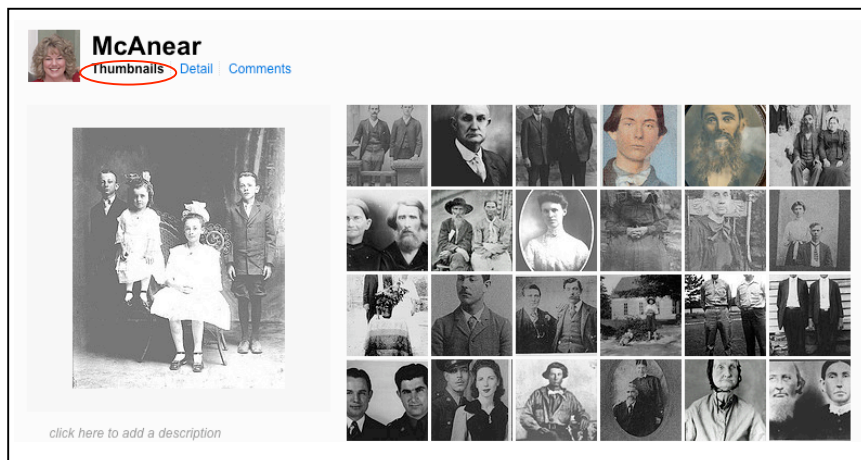 McAnear
Thumbnails Detail Comments
click here to add a description